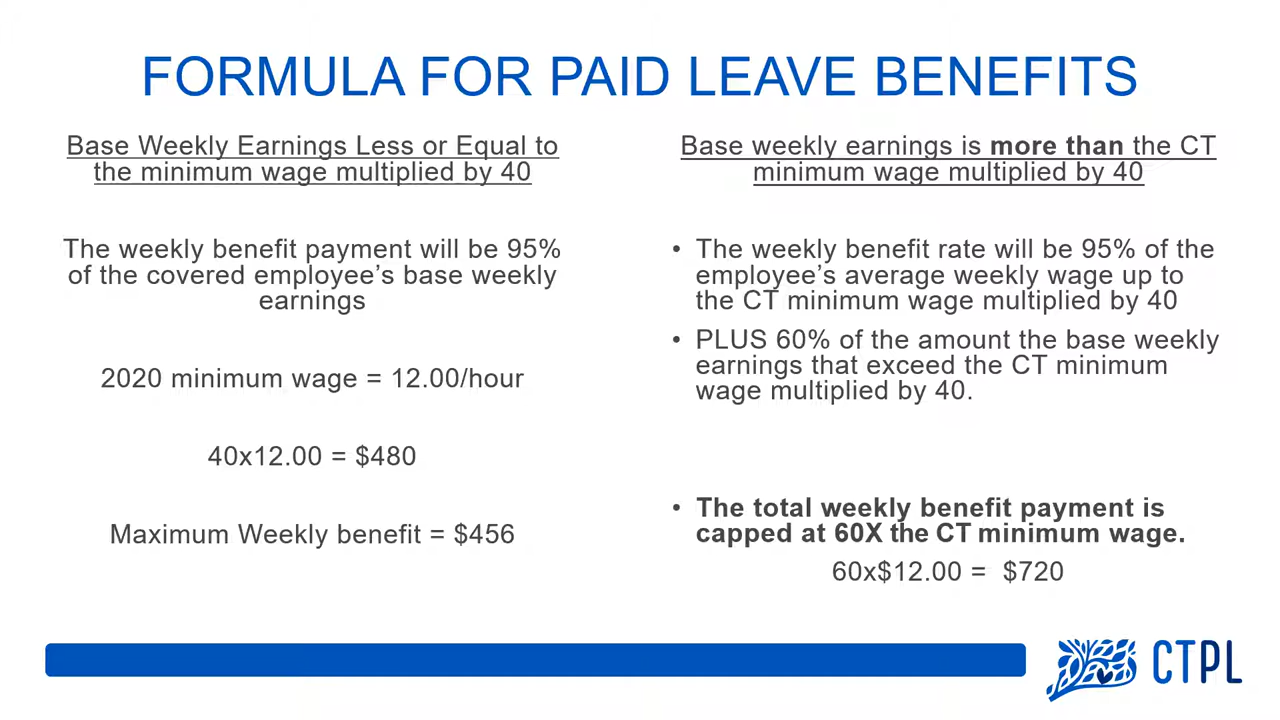 FORMULA FOR PAID LEAVE BENEFITS
Base Weekly Earnings Less or Equal to
the minimum wage multiplied by 40
The weekly benefit payment will be 95%
of the covered employee’s base weekly
earnings
2020 minimum wage = 12.00/hour
40x12.00 = $480
Maximum Weekly benefit = $456
Base weekly earnings is more than the CT
minimum wage multiplied by 40
• The weekly benefit rate will be 95% of the
employee’s average weekly wage up to
the CT minimum wage multiplied by 40
• PLUS 60% of the amount the base weekly
earnings that exceed the CT minimum
wage multiplied by 40.
• The total weekly benefit payment is
capped at 60X the CT minimum wage.
60x$12.00 =  $720
CTPL